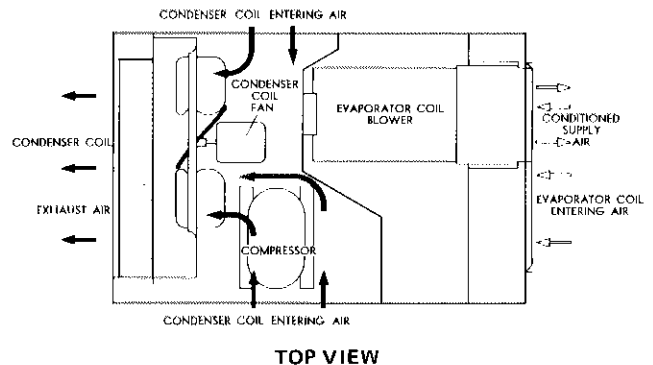 CONDENSER COIL ENTERING AIR
CONDENSER
COIL
FAN
EVAPORATOR COIL
BLOWER
CONDITIONED
SUPPLY
AIR
CONDENSER COIL
EXHAUST AIR
EVAPORATOR COIL
ENTERING AIR
COMPRESSOR
CONDENSER COIL ENTERING AIR
TOP VIEW